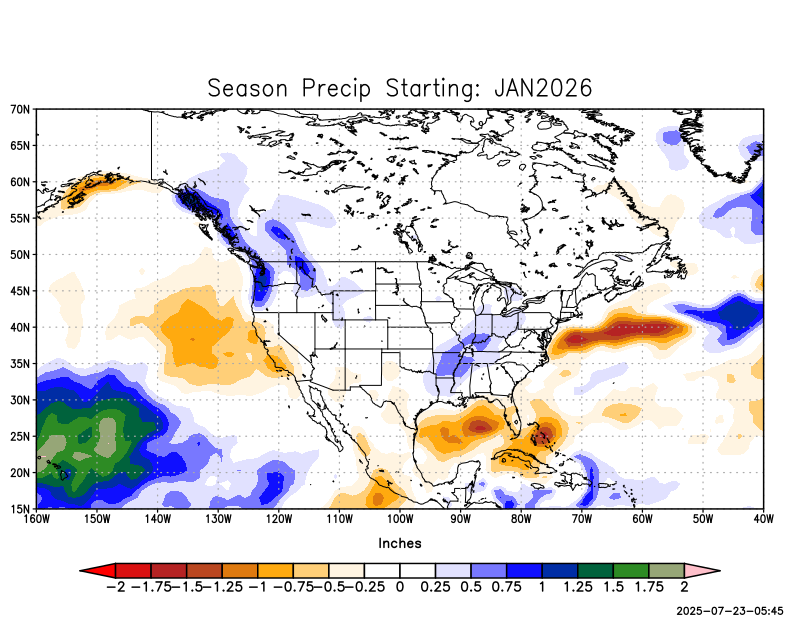 Season Precip Starting: JAN2026
70N
65N
60N
55N
50N
45N
40N
35N
30N
25N
20N
15N
160W 150W 140W 130W 120W 110W 100W 90W 80W 70W 60W 50W 40W
Inches
-2 -1.75 -1.5 -1.25 -1 -0.75 -0.5 -0.25 0 0.25 0.5 0.75 1 1.25 1.5 1.75 2
2025-07-23-05:45